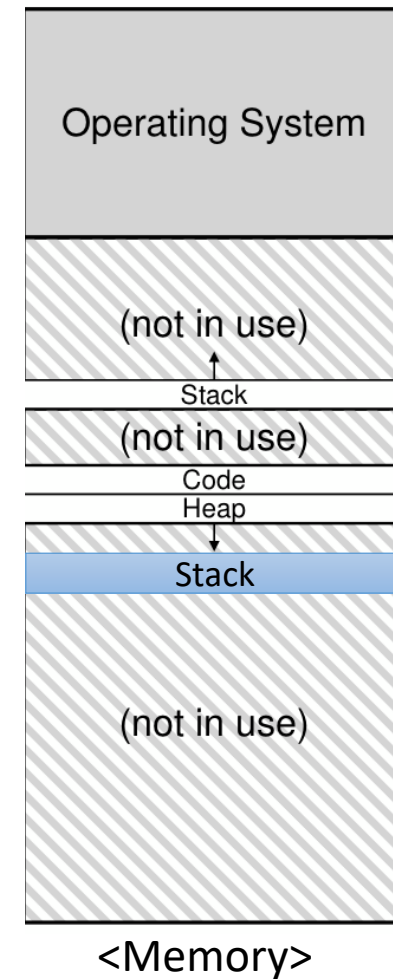 Operating System
(not in use)
Stack
(not in use)
Code
Heap
Stack
(not in use)
<Memory>